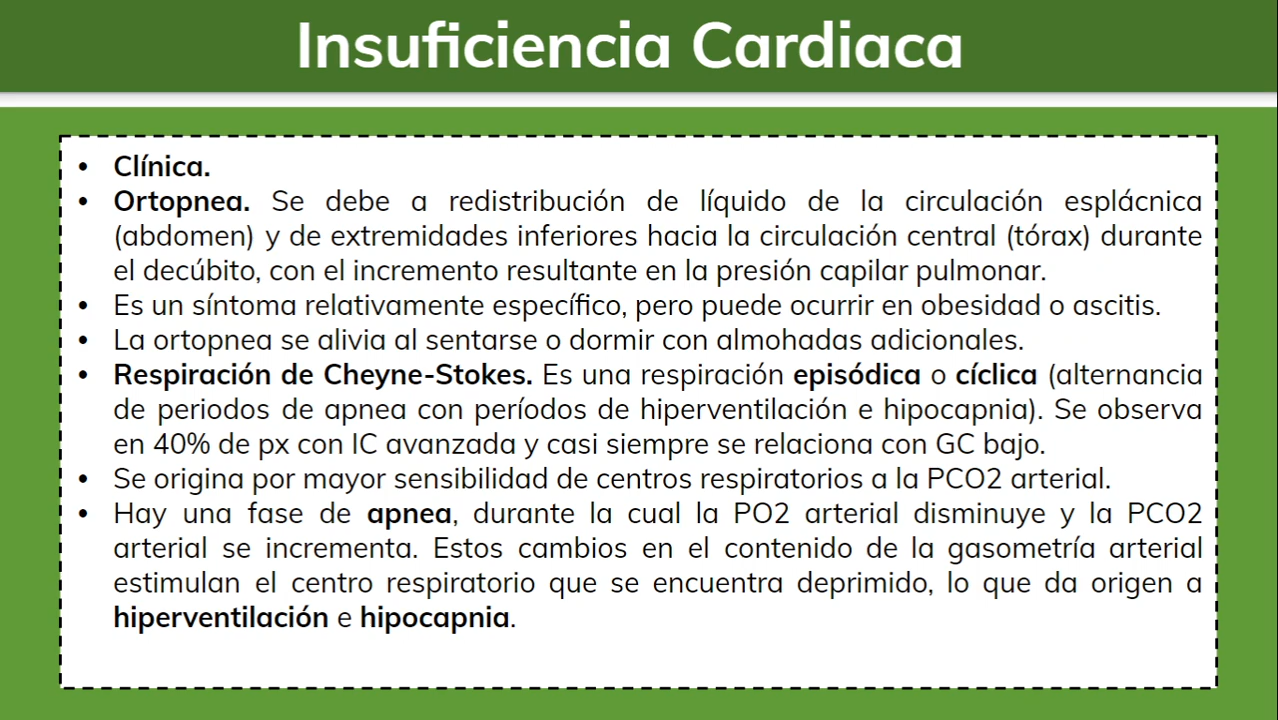 Insuficiencia Cardiaca
• Clínica.
• Ortopnea. Se debe a redistribución de líquido de la circulación esplácnica
(abdomen) y de extremidades inferiores hacia la circulación central (tórax) durante
el decúbito, con el incremento resultante en la presión capilar pulmonar.
• Es un síntoma relativamente específico, pero puede ocurrir en obesidad o ascitis.
• La ortopnea se alivia al sentarse o dormir con almohadas adicionales.
• Respiración de Cheyne-Stokes. Es una respiración episódica o cíclica (alternancia
de periodos de apnea con períodos de hiperventilación e hipocapnia). Se observa
en 40% de px con IC avanzada y casi siempre se relaciona con GC bajo.
• Se origina por mayor sensibilidad de centros respiratorios a la PCO2 arterial.
• Hay una fase de apnea, durante la cual la PO2 arterial disminuye y la PCO2
arterial se incrementa. Estos cambios en el contenido de la gasometría arterial
estimulan el centro respiratorio que se encuentra deprimido, lo que da origen a
hiperventilación e hipocapnia.